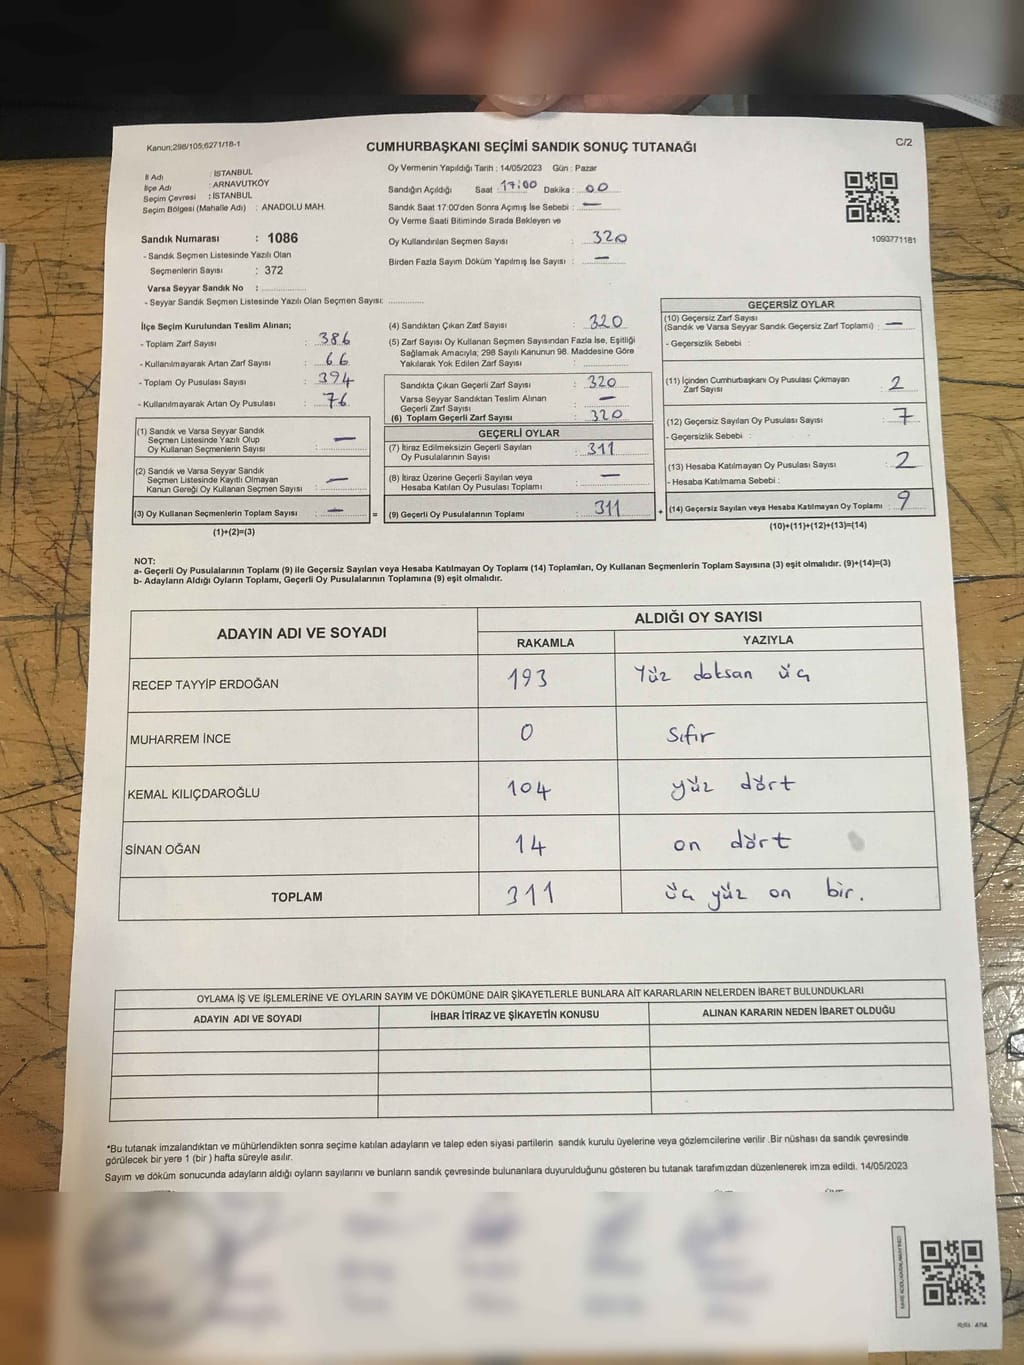 Kanun;298/105;6271/18-1
CUMHURBAŞKANI SEÇİMİ SANDIK SONUÇ TUTANAĞI
C/2
İl Adı : İSTANBUL
İlçe Adı : ARNAVUTKÖY
Seçim Çevresi : İSTANBUL
Seçim Bölgesi (Mahalle Adı) : ANADOLU MAH.
Sandık Numarası : 1086
- Sandık Seçmen Listesinde Yazılı Olan
Seçmenlerin Sayısı : 372
Varsa Seyyar Sandık No : ..............
- Seyyar Sandık Seçmen Listesinde Yazılı Olan Seçmen Sayısı: ............
Oy Vermenin Yapıldığı Tarih : 14/05/2023 Gün : Pazar
Sandığın Açıldığı Saat : 17:00 Dakika : 00
Sandık Saat 17:00'den Sonra Açımış İse Sebebi : —
Oy Verme Saati Bitiminde Sırada Bekleyen ve
Oy Kullandırılan Seçmen Sayısı : 320
Birden Fazla Sayım Döküm Yapılmış İse Sayısı : —
1093771181
İlçe Seçim Kurulundan Teslim Alınan;
- Toplam Zarf Sayısı : 386
- Kullanılmayarak Artan Zarf Sayısı : 66
- Toplam Oy Pusulası Sayısı : 394
- Kullanılmayarak Artan Oy Pusulası : 76
(1) Sandık ve Varsa Seyyar Sandık
Seçmen Listesinde Yazılı Olup
Oy Kullanan Seçmenlerin Sayısı : —
(2) Sandık ve Varsa Seyyar Sandık
Seçmen Listesinde Kayıtlı Olmayan
Kanun Gereği Oy Kullanan Seçmen Sayısı : —
(3) Oy Kullanan Seçmenlerin Toplam Sayısı : — =
(1)+(2)=(3)
(4) Sandıktan Çıkan Zarf Sayısı : 320
(5) Zarf Sayısı Oy Kullanan Seçmen Sayısından Fazla İse, Eşitliği
Sağlamak Amacıyla; 298 Sayılı Kanunun 98. Maddesine Göre
Yakılarak Yok Edilen Zarf Sayısı : ............
Sandıkta Çıkan Geçerli Zarf Sayısı : 320
Varsa Seyyar Sandıktan Teslim Alınan
Geçerli Zarf Sayısı : —
(6) Toplam Geçerli Zarf Sayısı : 320
GEÇERLİ OYLAR
(7) İtiraz Edilmeksizin Geçerli Sayılan
Oy Pusulalarının Sayısı : 311
(8) İtiraz Üzerine Geçerli Sayılan veya
Hesaba Katılan Oy Pusulası Toplamı : —
(9) Geçerli Oy Pusulalarının Toplamı : 311 +
GEÇERSİZ OYLAR
(10) Geçersiz Zarf Sayısı
(Sandık ve Varsa Seyyar Sandık Geçersiz Zarf Toplamı) : —
- Geçersizlik Sebebi :
(11) İçinden Cumhurbaşkanı Oy Pusulası Çıkmayan
Zarf Sayısı : 2
(12) Geçersiz Sayılan Oy Pusulası Sayısı : 7
- Geçersizlik Sebebi :
(13) Hesaba Katılmayan Oy Pusulası Sayısı : 2
- Hesaba Katılmama Sebebi :
(14) Geçersiz Sayılan veya Hesaba Katılmayan Oy Toplamı : 9
(10)+(11)+(12)+(13)=(14)
NOT:
a- Geçerli Oy Pusulalarının Toplamı (9) ile Geçersiz Sayılan veya Hesaba Katılmayan Oy Toplamı (14) Toplamları, Oy Kullanan Seçmenlerin Toplam Sayısına (3) eşit olmalıdır. (9)+(14)=(3)
b- Adayların Aldığı Oyların Toplamı, Geçerli Oy Pusulalarının Toplamına (9) eşit olmalıdır.
ADAYIN ADI VE SOYADI ALDIĞI OY SAYISI
RAKAMLA YAZIYLA
RECEP TAYYİP ERDOĞAN 193 Yüz doksan üç
MUHARREM İNCE 0 Sıfır
KEMAL KILIÇDAROĞLU 104 yüz dört
SİNAN OĞAN 14 on dört
TOPLAM 311 üç yüz on bir.
OYLAMA İŞ VE İŞLEMLERİNE VE OYLARIN SAYIM VE DÖKÜMÜNE DAİR ŞİKAYETLERLE BUNLARA AİT KARARLARIN NELERDEN İBARET BULUNDUKLARI
ADAYIN ADI VE SOYADI İHBAR İTİRAZ VE ŞİKAYETİN KONUSU ALINAN KARARIN NEDEN İBARET OLDUĞU
*Bu tutanak imzalandıktan ve mühürlendikten sonra seçime katılan adayların ve talep eden siyasi partilerin sandık kurulu üyelerine veya gözlemcilerine verilir .Bir nüshası da sandık çevresinde
görülecek bir yere 1 (bir ) hafta süreyle asılır.
Sayım ve döküm sonucunda adayların aldığı oyların sayılarını ve bunların sandık çevresinde bulunanlara duyurulduğunu gösteren bu tutanak tarafımızdan düzenlenerek imza edildi. 14/05/2023